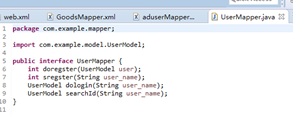 web.xml GoodsMapper.xml aduserMapper... UserMapper.java
1 package com.example.mapper;
2
3 import com.example.model.UserModel;
4
5 public interface UserMapper {
6 int doregster(UserModel user);
7 int sregster(String user_name);
8 UserModel dologin(String user_name);
9 UserModel searchId(String user_name);
10 }
11